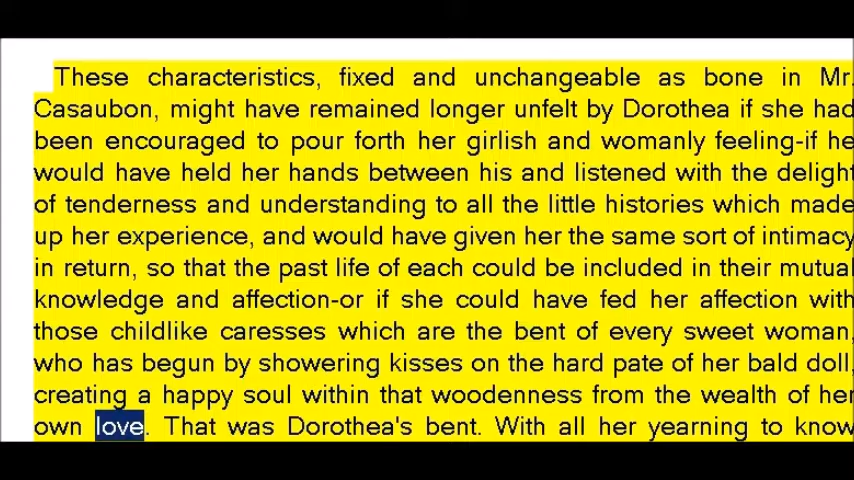 These characteristics, fixed and unchangeable as bone in Mr.
Casaubon, might have remained longer unfelt by Dorothea if she had
been encouraged to pour forth her girlish and womanly feeling-if he
would have held her hands between his and listened with the delight
of tenderness and understanding to all the little histories which made
up her experience, and would have given her the same sort of intimacy
in return, so that the past life of each could be included in their mutual
knowledge and affection-or if she could have fed her affection with
those childlike caresses which are the bent of every sweet woman,
who has begun by showering kisses on the hard pate of her bald doll,
creating a happy soul within that woodenness from the wealth of her
own love. That was Dorothea's bent. With all her yearning to know